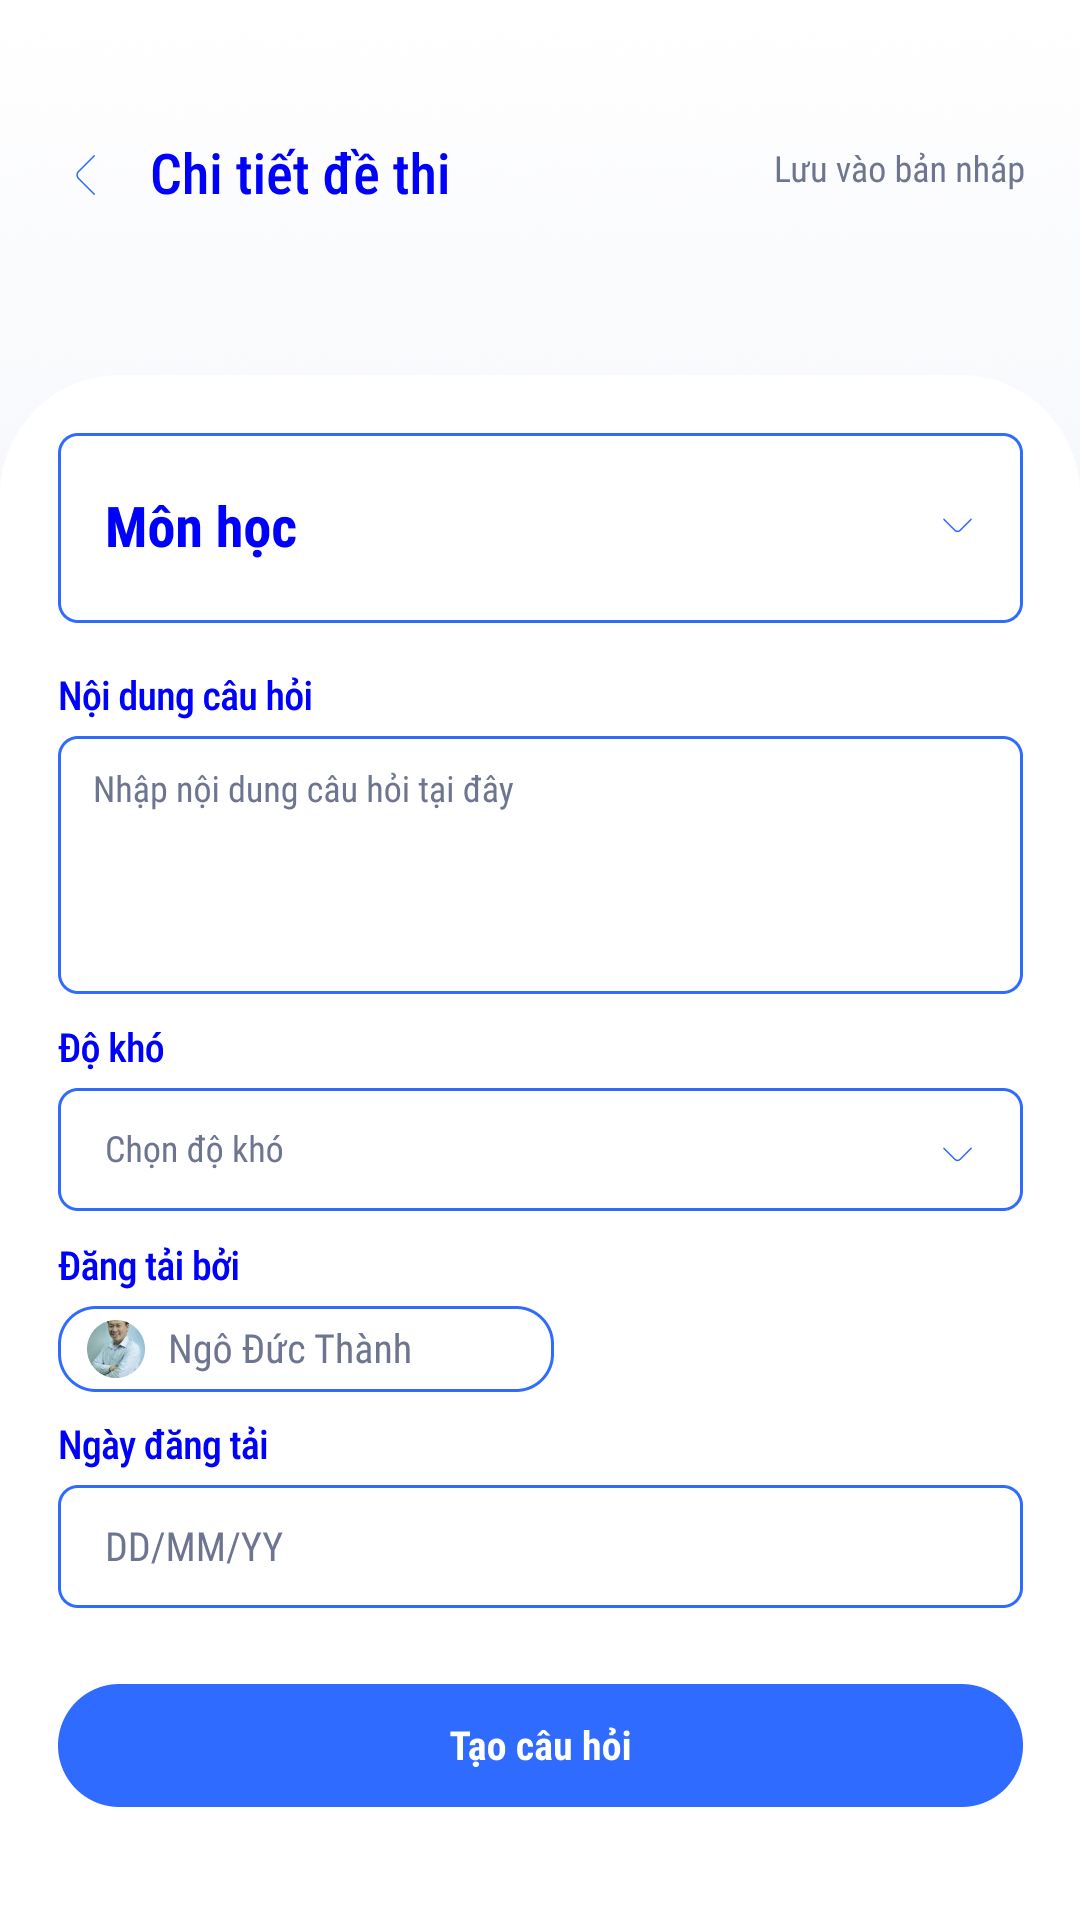 Chi tiết đề thi
Lưu vào bản nháp
Môn học
Nội dung câu hỏi
Nhập nội dung câu hỏi tại đây
Độ khó
Chọn độ khó
Đăng tải bởi
Ngô Đức Thành
Ngày đăng tải
DD/MM/YY
Tạo câu hỏi